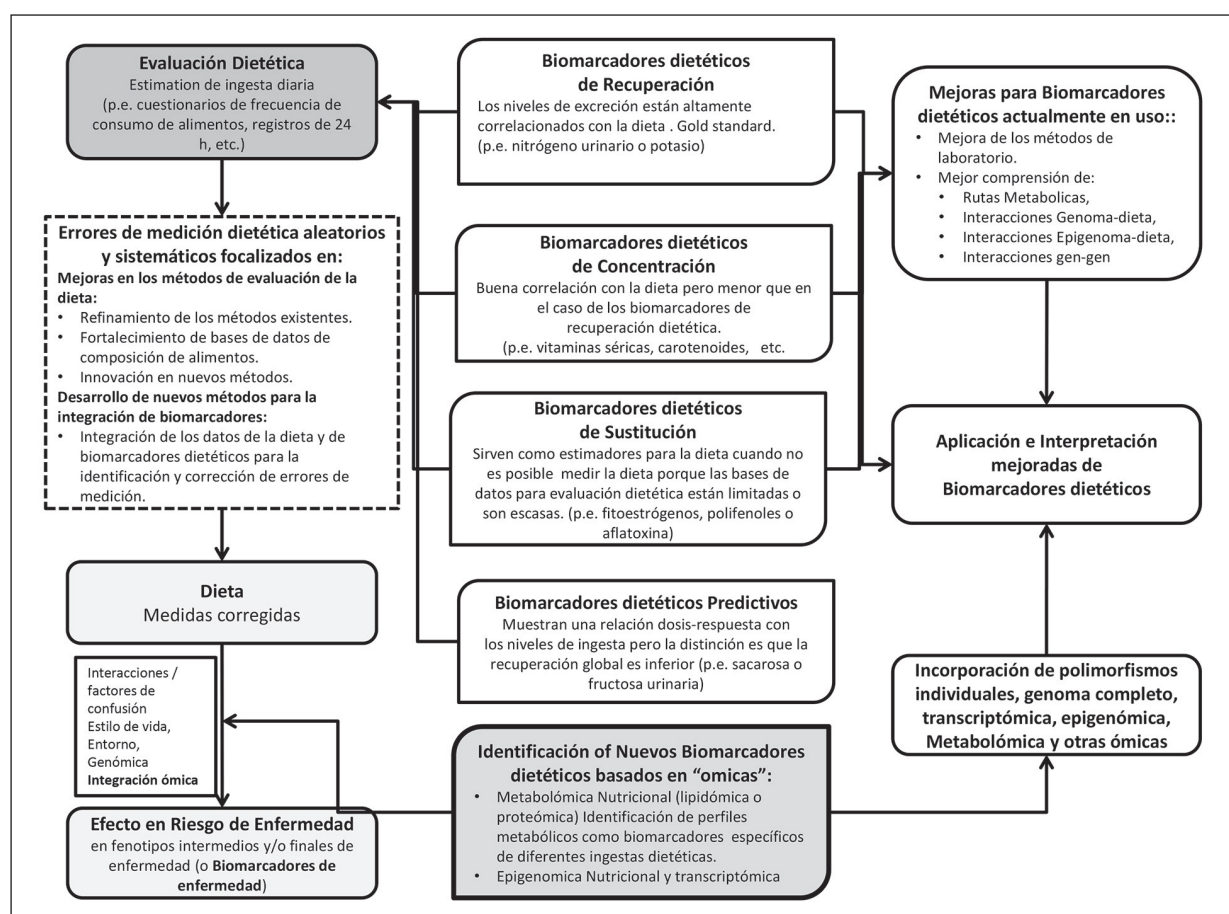 Evaluación Dietética
Estimation de ingesta diaria
(p.e. cuestionarios de frecuencia de
consumo de alimentos, registros de 24
h, etc.)
Errores de medición dietética aleatorios
y sistemáticos focalizados en:
Mejoras en los métodos de evaluación de la
dieta:
• Refinamiento de los métodos existentes.
• Fortalecimiento de bases de datos de
composición de alimentos.
• Innovación en nuevos métodos.
Desarrollo de nuevos métodos para la
integración de biomarcadores:
• Integración de los datos de la dieta y de
biomarcadores dietéticos para la
identificación y corrección de errores de
medición.
Dieta
Medidas corregidas
Interacciones /
factores de
confusión
Estilo de vida,
Entorno,
Genómica
Integración ómica
Efecto en Riesgo de Enfermedad
en fenotipos intermedios y/o finales de
enfermedad (o Biomarcadores de
enfermedad)
Biomarcadores dietéticos
de Recuperación
Los niveles de excreción están altamente
correlacionados con la dieta . Gold standard.
(p.e. nitrógeno urinario o potasio)
Biomarcadores dietéticos
de Concentración
Buena correlación con la dieta pero menor que en
el caso de los biomarcadores de
recuperación dietética.
(p.e. vitaminas séricas, carotenoides, etc.
Biomarcadores dietéticos
de Sustitución
Sirven como estimadores para la dieta cuando no
es posible medir la dieta porque las bases de
datos para evaluación dietética están limitadas o
son escasas. (p.e. fitoestrógenos, polifenoles o
aflatoxina)
Biomarcadores dietéticos Predictivos
Muestran una relación dosis-respuesta con
los niveles de ingesta pero la distinción es que la
recuperación global es inferior (p.e. sacarosa o
fructosa urinaria)
Identificación of Nuevos Biomarcadores
dietéticos basados en “omicas”:
• Metabolómica Nutricional (lipidómica o
proteómica) Identificación de perfiles
metabólicos como biomarcadores específicos
de diferentes ingestas dietéticas.
• Epigenomica Nutricional y transcriptómica
Mejoras para Biomarcadores
dietéticos actualmente en uso::
• Mejora de los métodos de
laboratorio.
• Mejor comprensión de:
• Rutas Metabolicas,
• Interacciones Genoma-dieta,
• Interacciones Epigenoma-dieta,
• Interacciones gen-gen
Aplicación e Interpretación
mejoradas de
Biomarcadores dietéticos
Incorporación de polimorfismos
individuales, genoma completo,
transcriptómica, epigenómica,
Metabolómica y otras ómicas